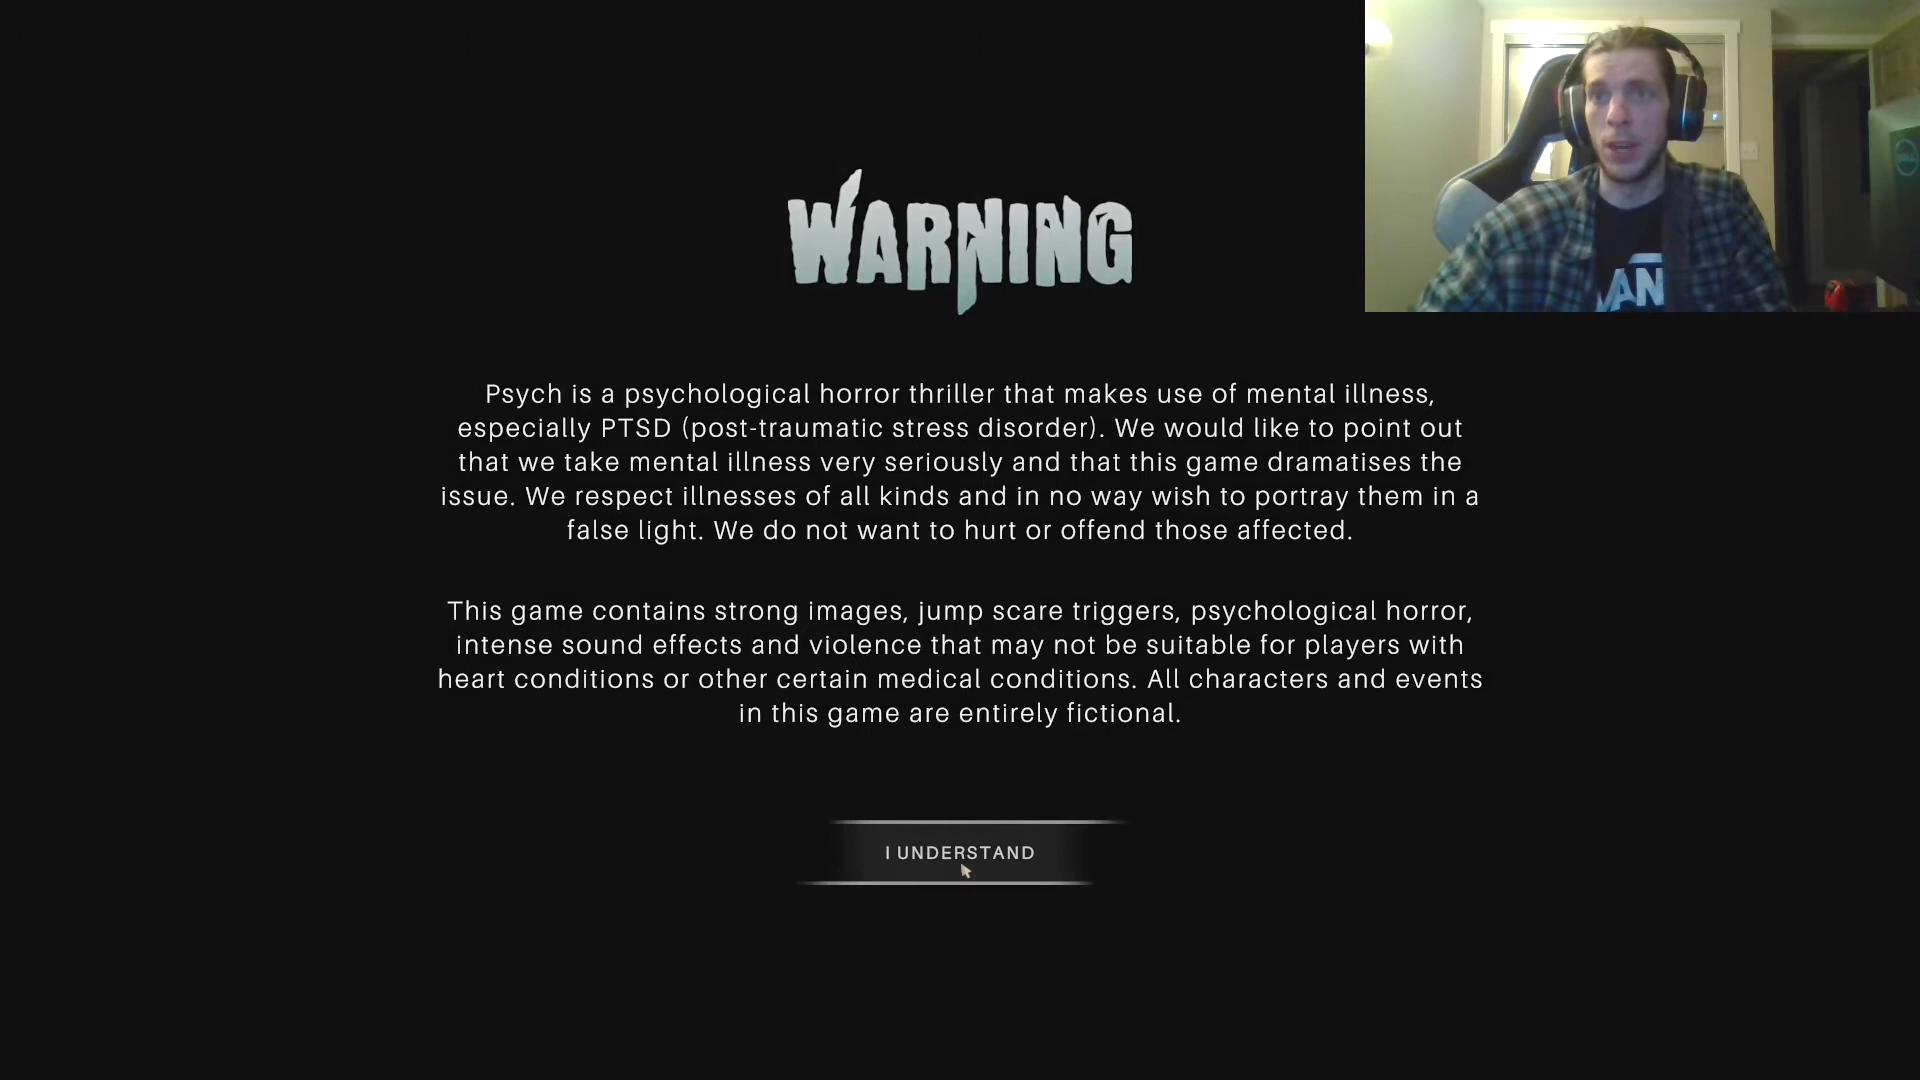 WARNING
Psych is a psychological horror thriller that makes use of mental illness,
especially PTSD (post-traumatic stress disorder). We would like to point out
that we take mental illness very seriously and that this game dramatises the
issue. We respect illnesses of all kinds and in no way wish to portray them in a
false light. We do not want to hurt or offend those affected.
This game contains strong images, jump scare triggers, psychological horror,
intense sound effects and violence that may not be suitable for players with
heart conditions or other certain medical conditions. All characters and events
in this game are entirely fictional.
I UNDERSTAND
VAN
DELL